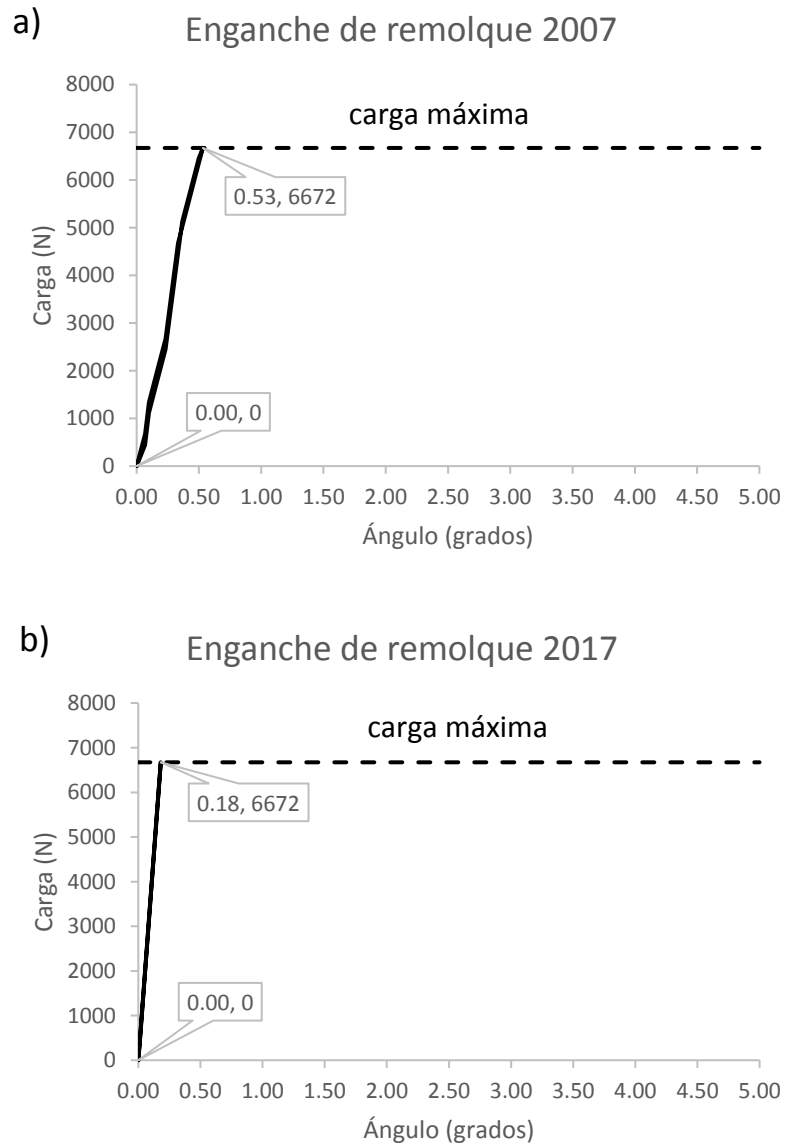 a)
Enganche de remolque 2007
8000
7000
6000
5000
4000
3000
2000
1000
0
Carga (N)
carga máxima
0.53, 6672
0.00, 0
0.00 0.50 1.00 1.50 2.00 2.50 3.00 3.50 4.00 4.50 5.00
Ángulo (grados)
b)
Enganche de remolque 2017
8000
7000
6000
5000
4000
3000
2000
1000
0
Carga (N)
carga máxima
0.18, 6672
0.00, 0
0.00 0.50 1.00 1.50 2.00 2.50 3.00 3.50 4.00 4.50 5.00
Ángulo (grados)